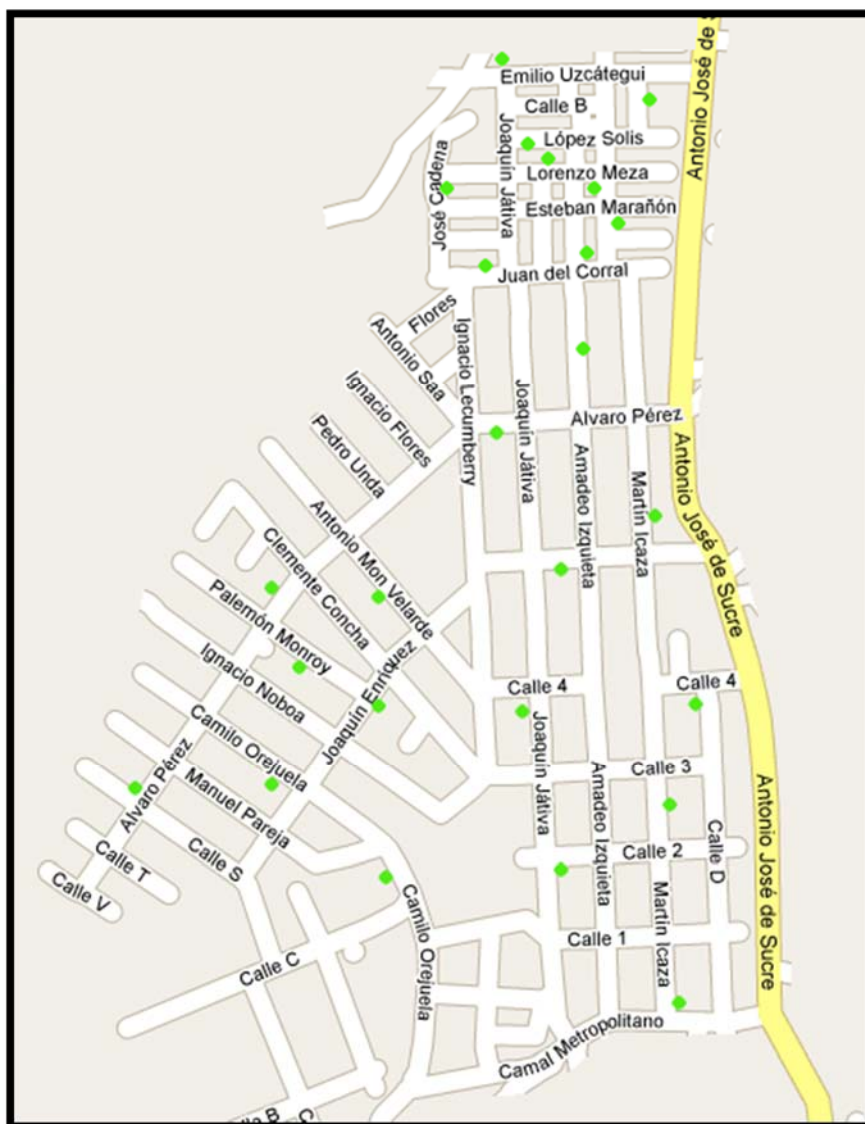 Antonio José de S
Emilio Uzcátegui
Calle B
López Solis
Joaquín Játiva
Lorenzo Meza
José Cadena
Esteban Marañón
Juan del Corral
Flores
Antonio Saa
Ignacio Lecumberry
Ignacio Flores
Joaquín Játiva
Alvaro Pérez
Pedro Unda
Amadeo Izquieta
Martín Icaza
Antonio José de Sucre
Antonio Mon Velarde
Clemente Concha
Palemón Monroy
Ignacio Noboa
Joaquín Enríquez
Calle 4
Calle 4
Camilo Orejuela
Joaquín Játiva
Calle 3
Amadeo Izquieta
Alvaro Pérez
Manuel Pareja
Antonio José de Sucre
Calle S
Calle T
Calle V
Calle 2
Calle D
Martín Icaza
Camilo Orejuela
Calle 1
Calle C
Camal Metropolitano
alle B
C